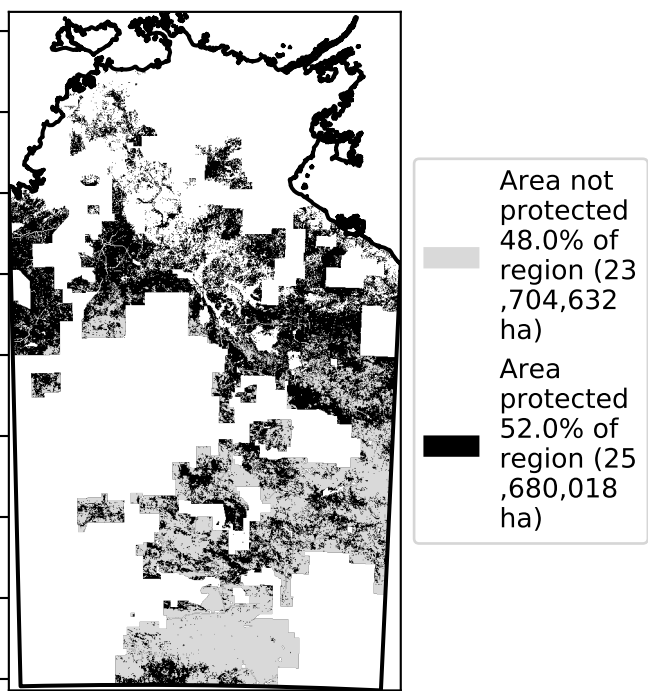 Area not
protected
48.0% of
region (23
,704,632
ha)
Area
protected
52.0% of
region (25
,680,018
ha)